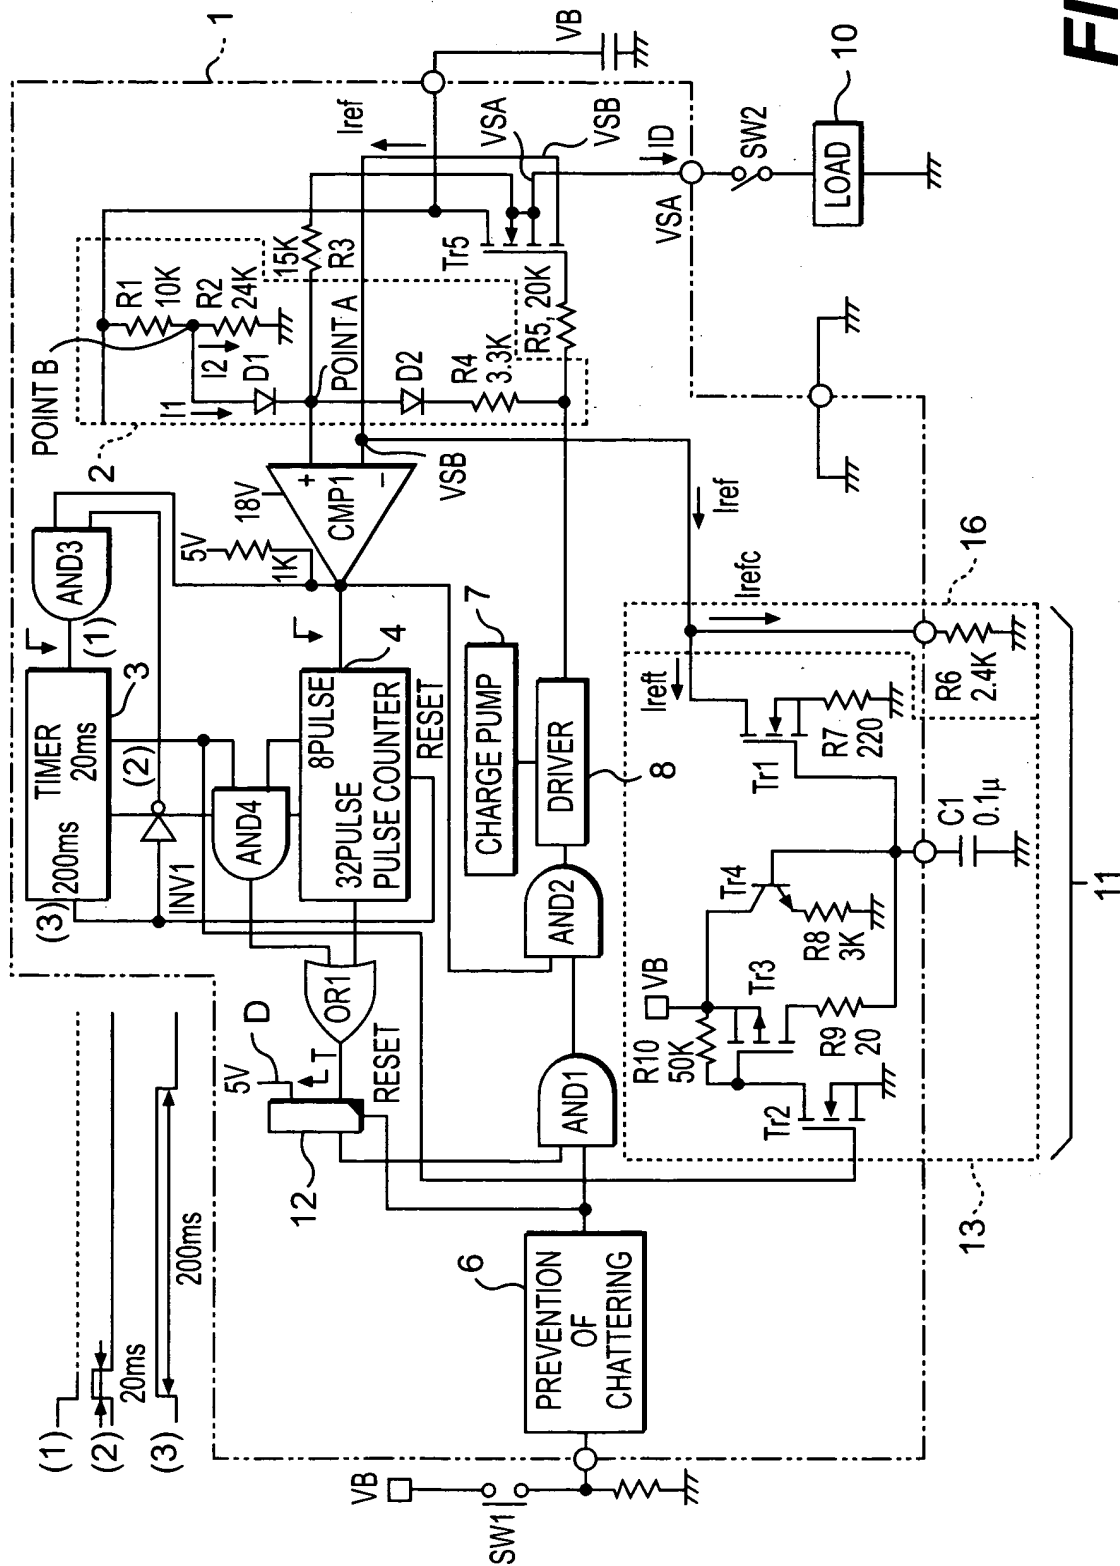 FI
(1)
(2)
20ms
(3)
200ms
1
VB
Iref
VSA
VSB
ID
VSA
SW2
LOAD
10
POINT B
R1
10K
R2
24K
I1
I2
D1
2
15K
R3
POINT A
D2
R4
3.3K
R5, 20K
Tr5
18V
+
CMP1
−
VSB
5V
1K
AND3
(1)
TIMER
20ms
200ms
3
(2)
(3)
INV1
AND4
8PULSE
32PULSE
PULSE COUNTER
4
RESET
OR1
5V
D
T
RESET
12
CHARGE PUMP
7
DRIVER
8
AND2
AND1
6
PREVENTION
OF
CHATTERING
VB
SW1
Iref
Irefc
Ireft
16
R6
2.4K
Tr1
R7
220
C1
0.1µ
Tr4
R8
3K
VB
Tr3
R10
50K
R9
20
Tr2
13
11